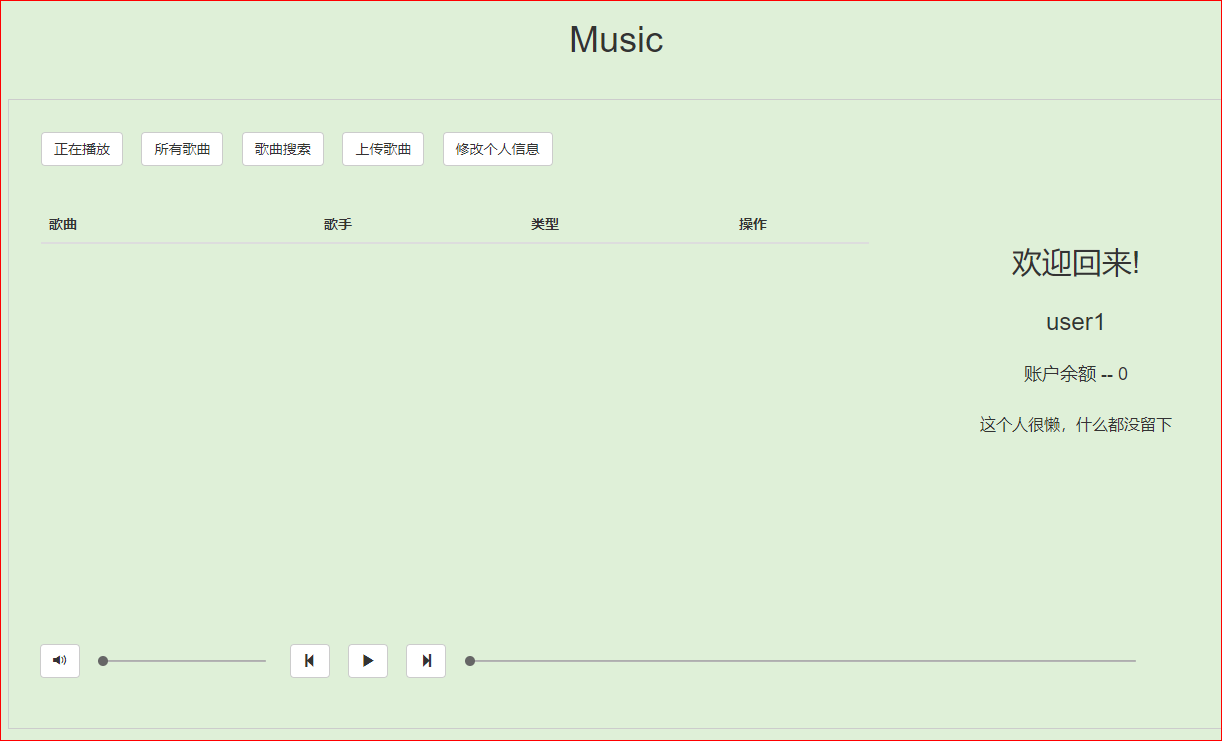 Music
正在播放 所有歌曲 歌曲搜索 上传歌曲 修改个人信息
歌曲 歌手 类型 操作
欢迎回来!
user1
账户余额 -- 0
这个人很懒，什么都没留下